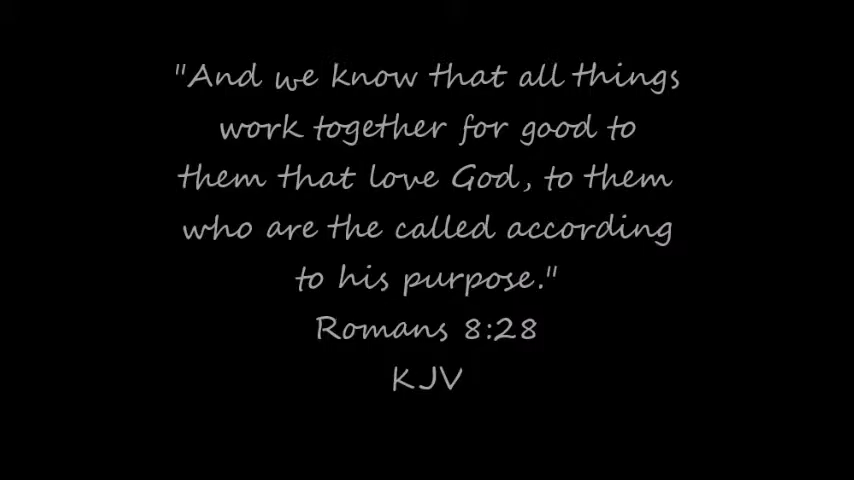 "And we know that all things
work together for good to
them that love God, to them
who are the called according
to his purpose."
Romans 8:28
KJV